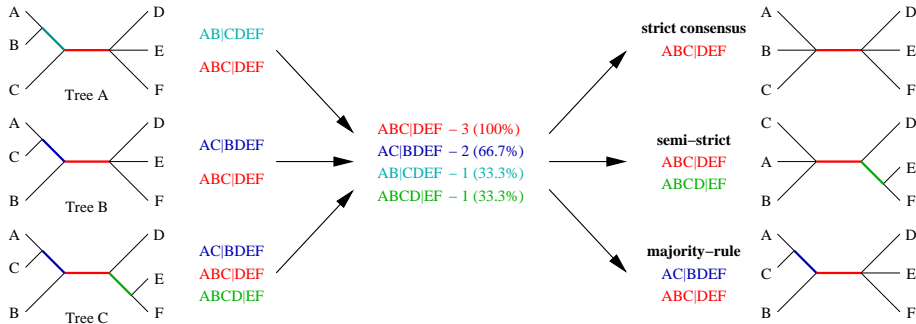 A
B
C
D
E
F
Tree A
AB|CDEF
ABC|DEF
A
C
B
D
E
F
Tree B
AC|BDEF
ABC|DEF
A
C
B
D
E
F
Tree C
AC|BDEF
ABC|DEF
ABCD|EF
ABC|DEF − 3 (100%)
AC|BDEF − 2 (66.7%)
AB|CDEF − 1 (33.3%)
ABCD|EF − 1 (33.3%)
strict consensus
ABC|DEF
A
B
C
D
E
F
semi−strict
ABC|DEF
ABCD|EF
C
A
B
D
E
F
majority−rule
AC|BDEF
ABC|DEF
A
C
B
D
E
F